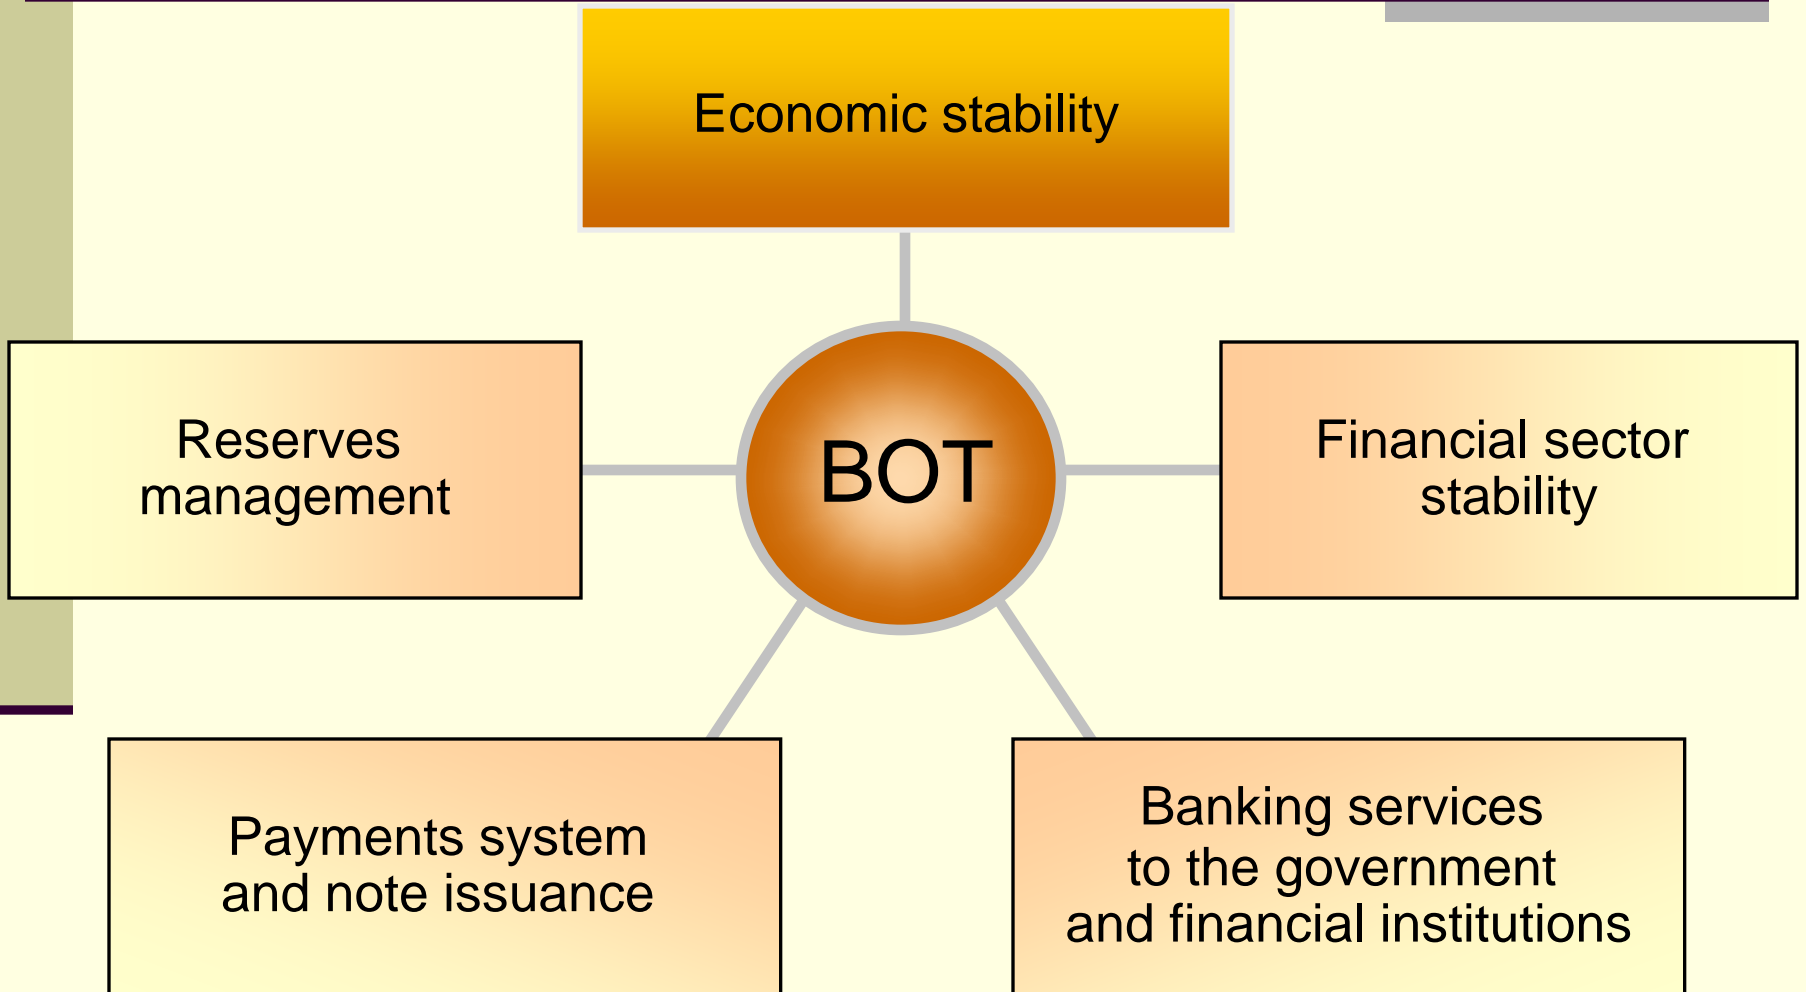 Economic stability
Reserves
management
BOT
Financial sector
stability
Payments system
and note issuance
Banking services
to the government
and financial institutions